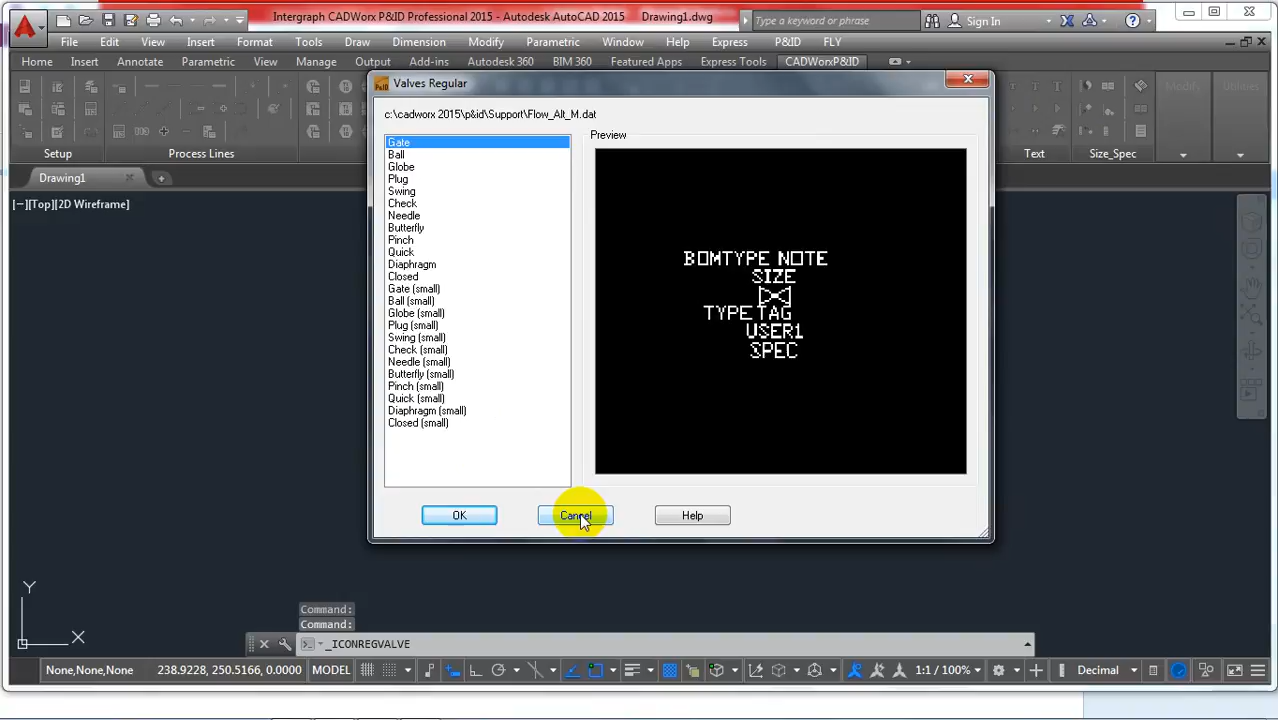 Intergraph CADWorx P&ID Professional 2015 - Autodesk AutoCAD 2015 Drawing1.dwg
Type a keyword or phrase
Sign In
File Edit View Insert Format Tools Draw Dimension Modify Parametric Window Help Express P&ID FLY
Home Insert Annotate Parametric View Manage Output Add-ins Autodesk 360 BIM 360 Featured Apps Express Tools CADWorxP&ID
Setup Process Lines Text Size_Spec
Drawing1
[−][Top][2D Wireframe]
P&ID
Valves Regular
c:\cadworx 2015\p&id\Support\Flow_Alt_M.dat
Gate
Ball
Globe
Plug
Swing
Check
Needle
Butterfly
Pinch
Quick
Diaphragm
Closed
Gate (small)
Ball (small)
Globe (small)
Plug (small)
Swing (small)
Check (small)
Needle (small)
Butterfly (small)
Pinch (small)
Quick (small)
Diaphragm (small)
Closed (small)
Preview
BOMTYPE NOTE
SIZE
TYPE TAG
USER1
SPEC
OK Cancel Help
Y
X
Command:
Command:
_ICONREGVALVE
None,None,None 238.9228, 250.5166, 0.0000 MODEL 1:1 / 100% Decimal